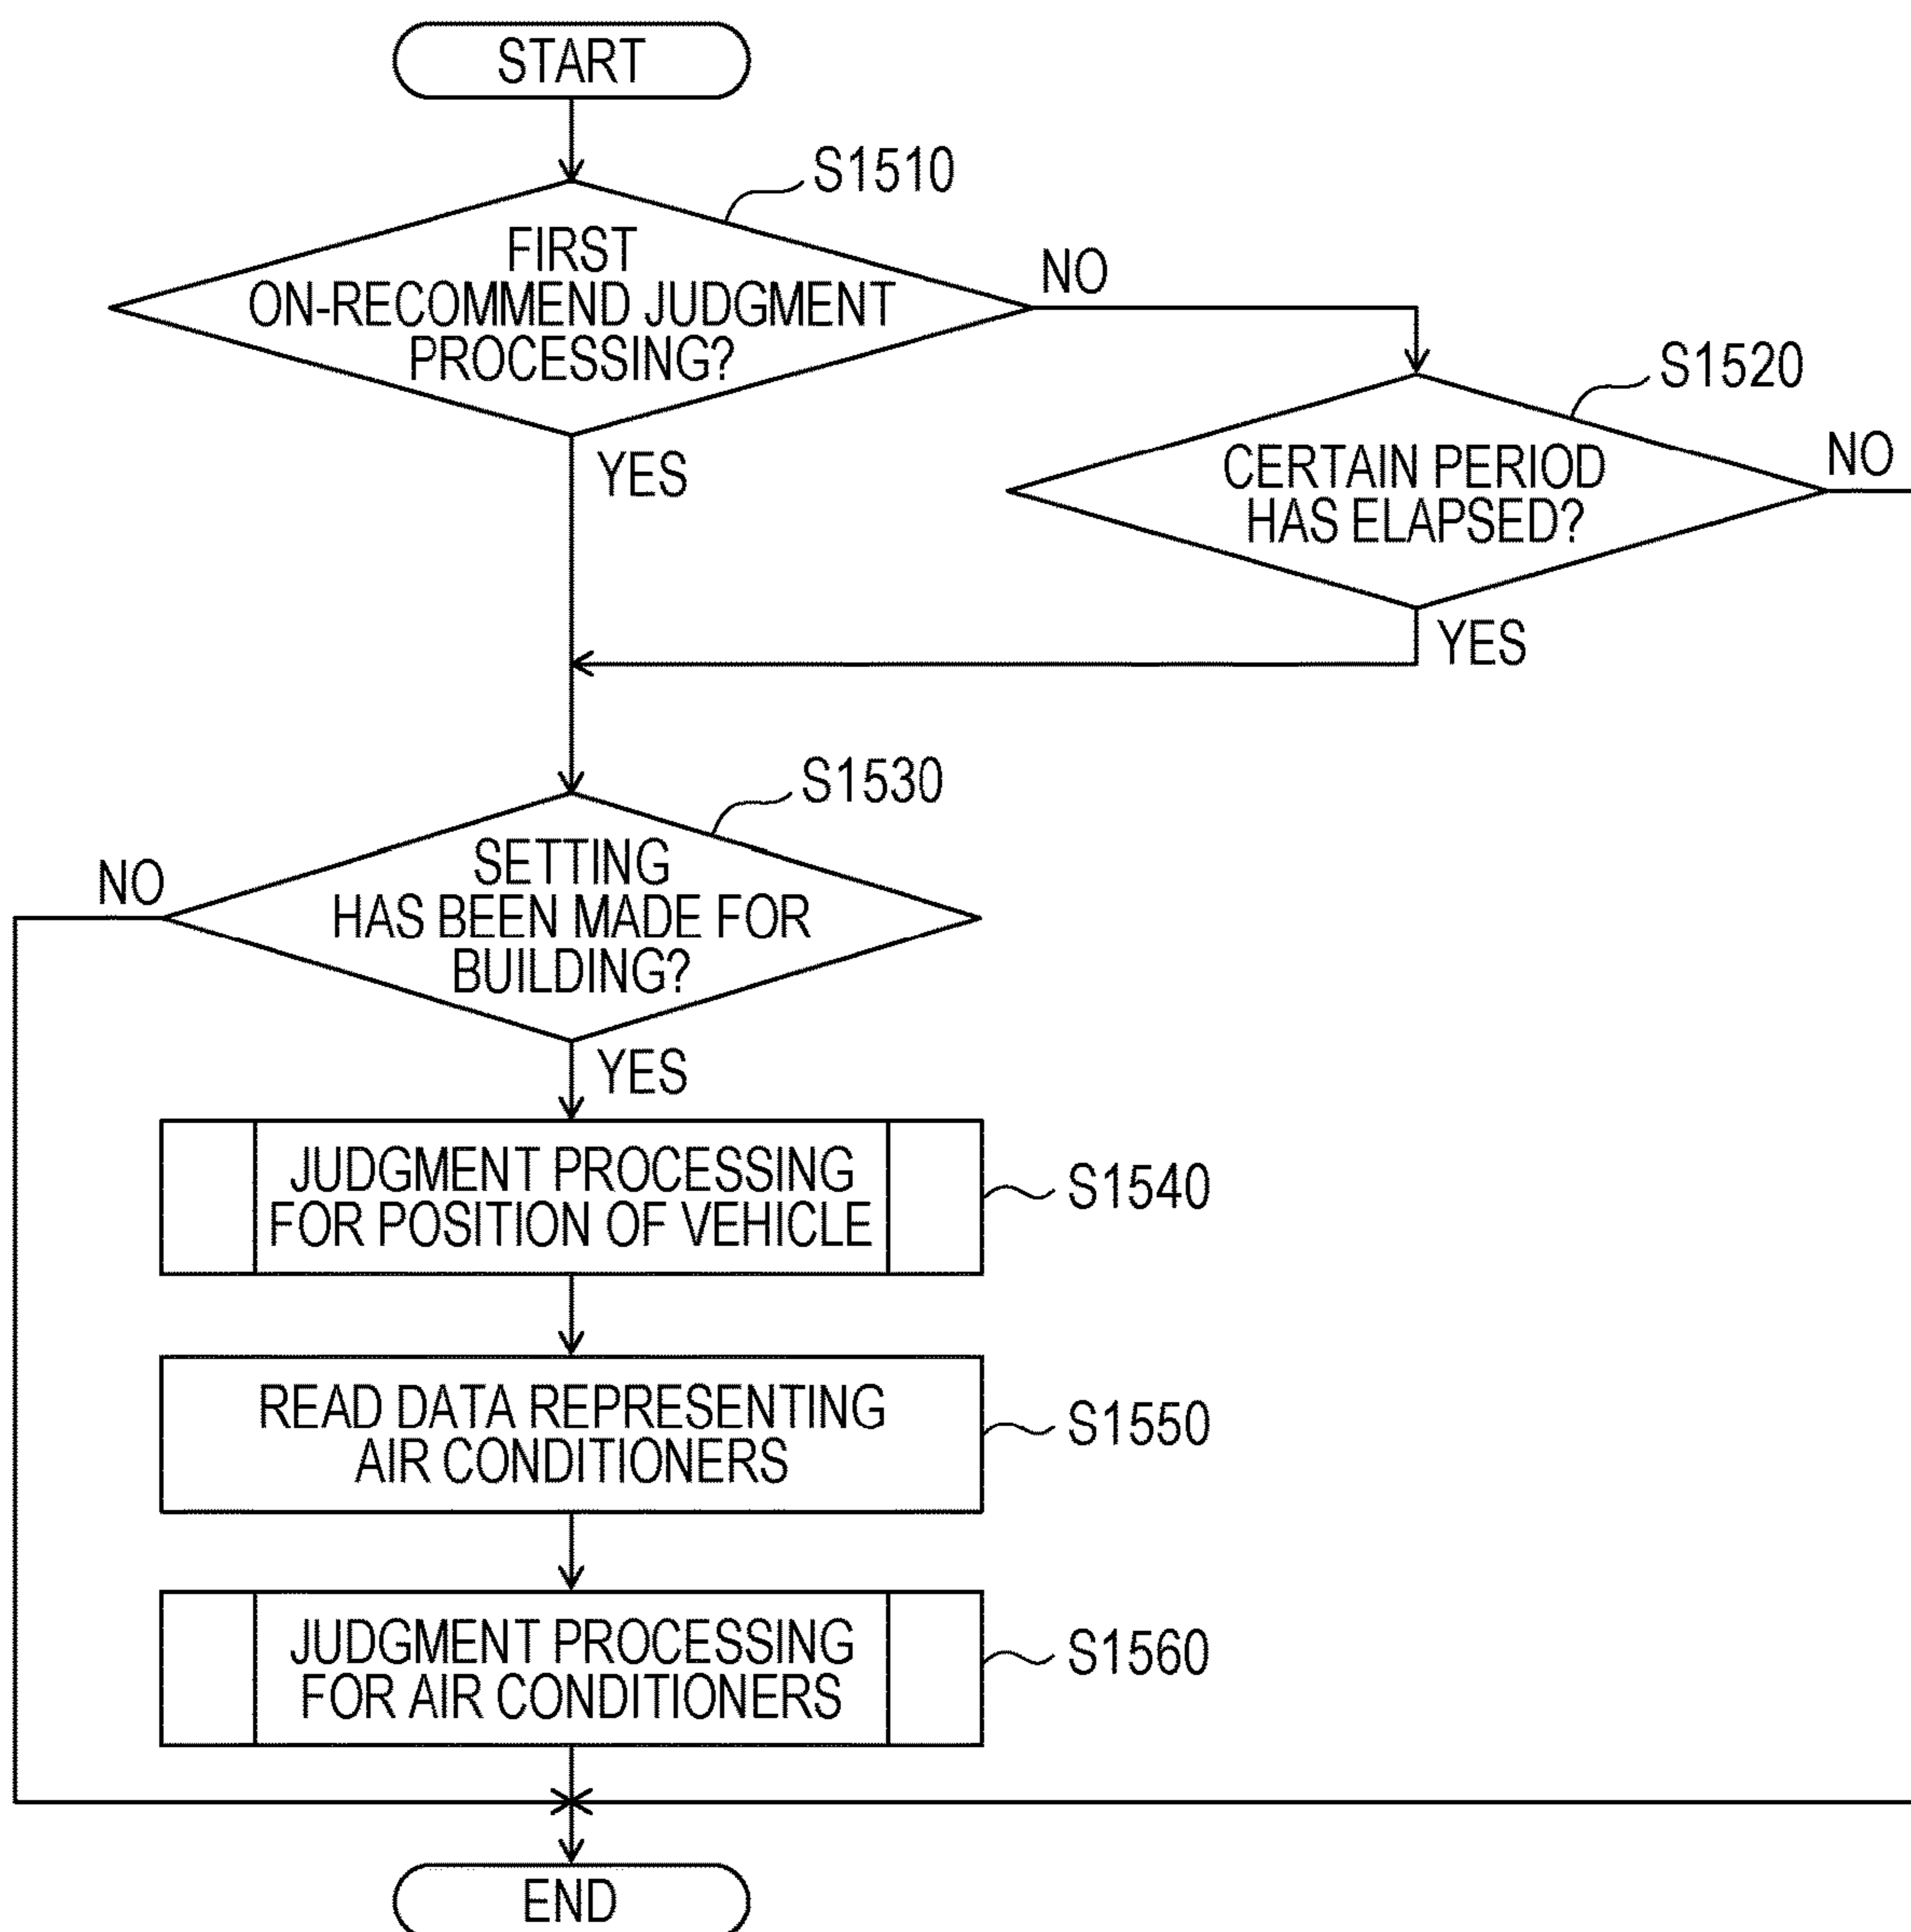 START
S1510
FIRST
ON-RECOMMEND JUDGMENT
PROCESSING?
NO
YES
S1520
CERTAIN PERIOD
HAS ELAPSED?
NO
YES
S1530
SETTING
HAS BEEN MADE FOR
BUILDING?
NO
YES
JUDGMENT PROCESSING
FOR POSITION OF VEHICLE
S1540
READ DATA REPRESENTING
AIR CONDITIONERS
S1550
JUDGMENT PROCESSING
FOR AIR CONDITIONERS
S1560
END